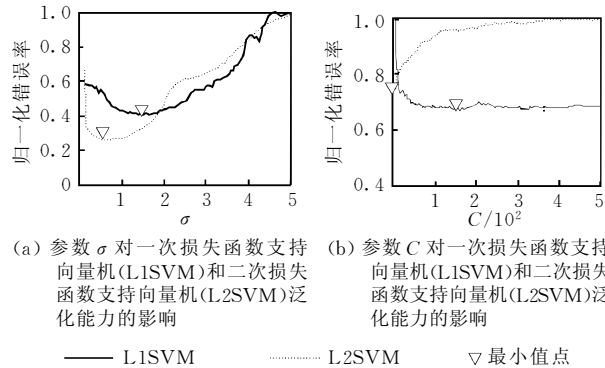 归一化错误率
1.0
0.8
0.6
0.4
0.2
0
1
2
3
4
5
σ
归一化错误率
1.0
0.8
0.6
0.4
1
2
3
4
5
C/10²
(a) 参数 σ 对一次损失函数支持
向量机(L1SVM)和二次损失
函数支持向量机(L2SVM)泛
化能力的影响
(b) 参数 C 对一次损失函数支持
向量机(L1SVM)和二次损失
函数支持向量机(L2SVM)泛
化能力的影响
L1SVM
L2SVM
▽ 最小值点